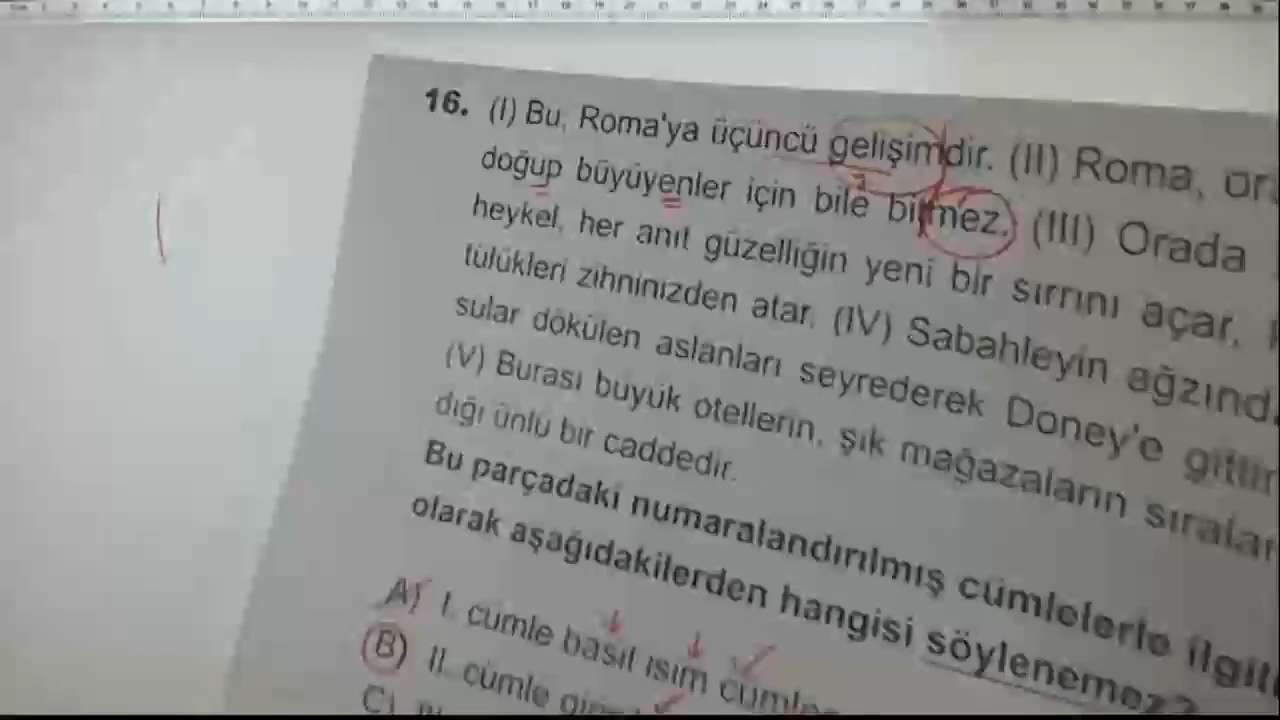 16. (I) Bu, Roma'ya üçüncü gelişimdir. (II) Roma,
doğup büyüyenler için bile bitmez. (III) Orada
heykel, her anıt güzelliğin yeni bir sırrını açar,
tülükleri zihninizden atar. (IV) Sabahleyin
sular dökülen aslanları seyrederek Doney'e
(V) Burası büyük otellerin, şık mağazaların
dığı ünlü bir caddedir.
Bu parçadaki numaralandırılmış cümlelerle
olarak aşağıdakilerden hangisi söylenemez?
A) I. cümle basit isim
B) II. cümle
C)